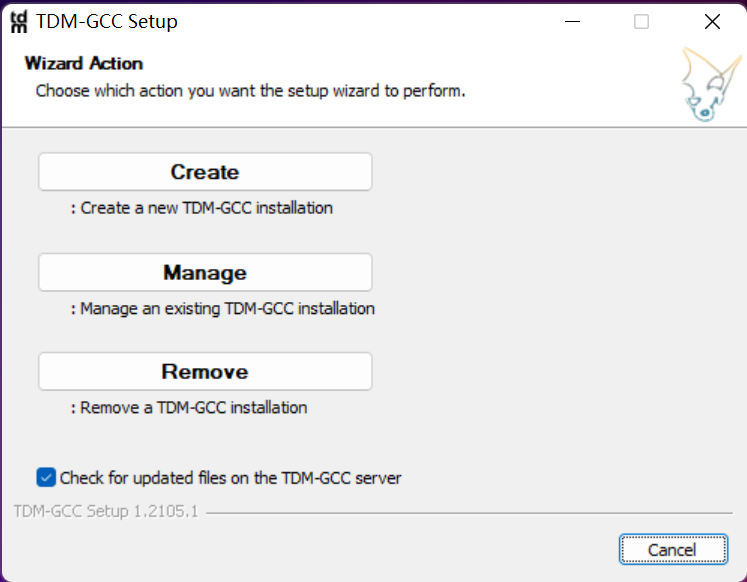 tdm TDM-GCC Setup
Wizard Action
Choose which action you want the setup wizard to perform.
Create
: Create a new TDM-GCC installation
Manage
: Manage an existing TDM-GCC installation
Remove
: Remove a TDM-GCC installation
Check for updated files on the TDM-GCC server
TDM-GCC Setup 1.2105.1
Cancel